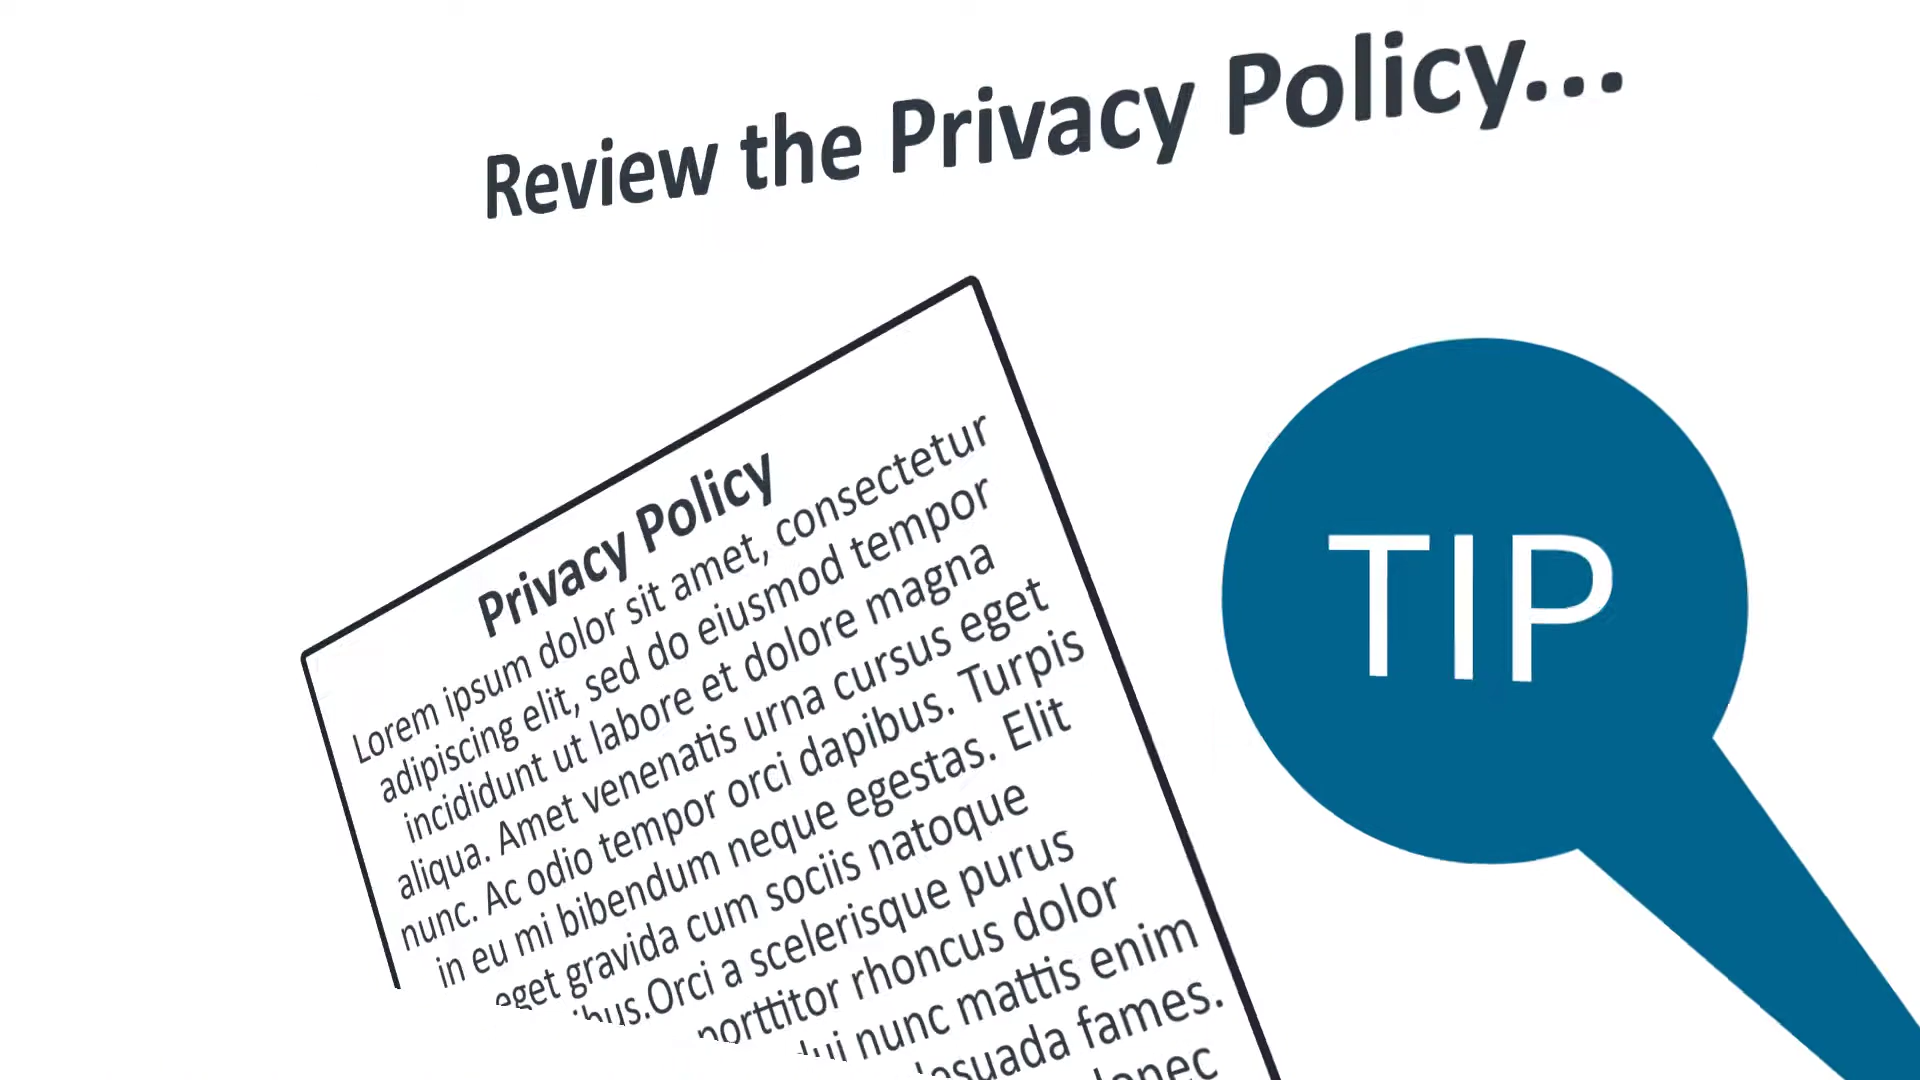 Review the Privacy Policy...
Privacy Policy
Lorem ipsum dolor sit amet, consectetur
adipiscing elit, sed do eiusmod tempor
incididunt ut labore et dolore magna
aliqua. Amet venenatis urna cursus eget
nunc. Ac odio tempor orci dapibus. Turpis
in eu mi bibendum neque egestas. Elit
eget gravida cum sociis natoque
Orci a scelerisque purus
porttitor rhoncus dolor
nunc mattis enim
fames.
TIP